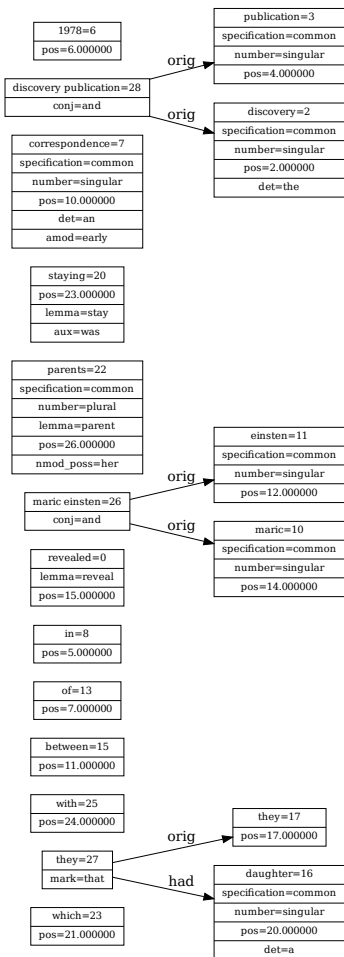 1978=6
pos=6.000000
discovery publication=28
conj=and
orig
orig
publication=3
specification=common
number=singular
pos=4.000000
discovery=2
specification=common
number=singular
pos=2.000000
det=the
correspondence=7
specification=common
number=singular
pos=10.000000
det=an
amod=early
staying=20
pos=23.000000
lemma=stay
aux=was
parents=22
specification=common
number=plural
lemma=parent
pos=26.000000
nmod_poss=her
maric einsten=26
conj=and
orig
orig
einsten=11
specification=common
number=singular
pos=12.000000
maric=10
specification=common
number=singular
pos=14.000000
revealed=0
lemma=reveal
pos=15.000000
in=8
pos=5.000000
of=13
pos=7.000000
between=15
pos=11.000000
with=25
pos=24.000000
they=27
mark=that
orig
had
they=17
pos=17.000000
daughter=16
specification=common
number=singular
pos=20.000000
det=a
which=23
pos=21.000000